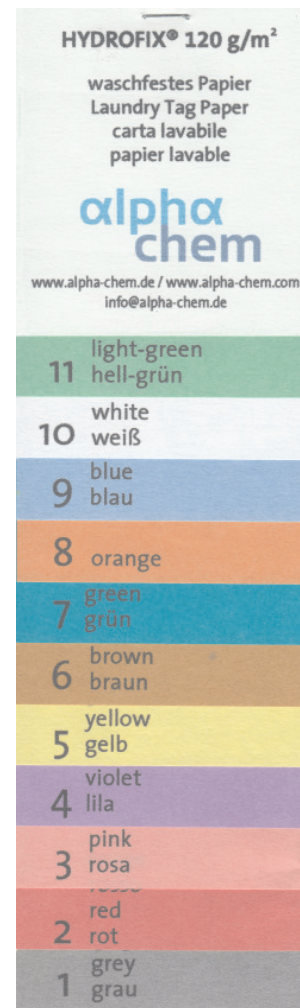 HYDROFIX® 120 g/m²
waschfestes Papier
Laundry Tag Paper
carta lavabile
papier lavable
alpha
chem
www.alpha-chem.de / www.alpha-chem.com
info@alpha-chem.de
light-green
11 hell-grün
white
10 weiß
blue
9 blau
8 orange
green
7 grün
brown
6 braun
yellow
5 gelb
violet
4 lila
pink
3 rosa
red
2 rot
grey
1 grau